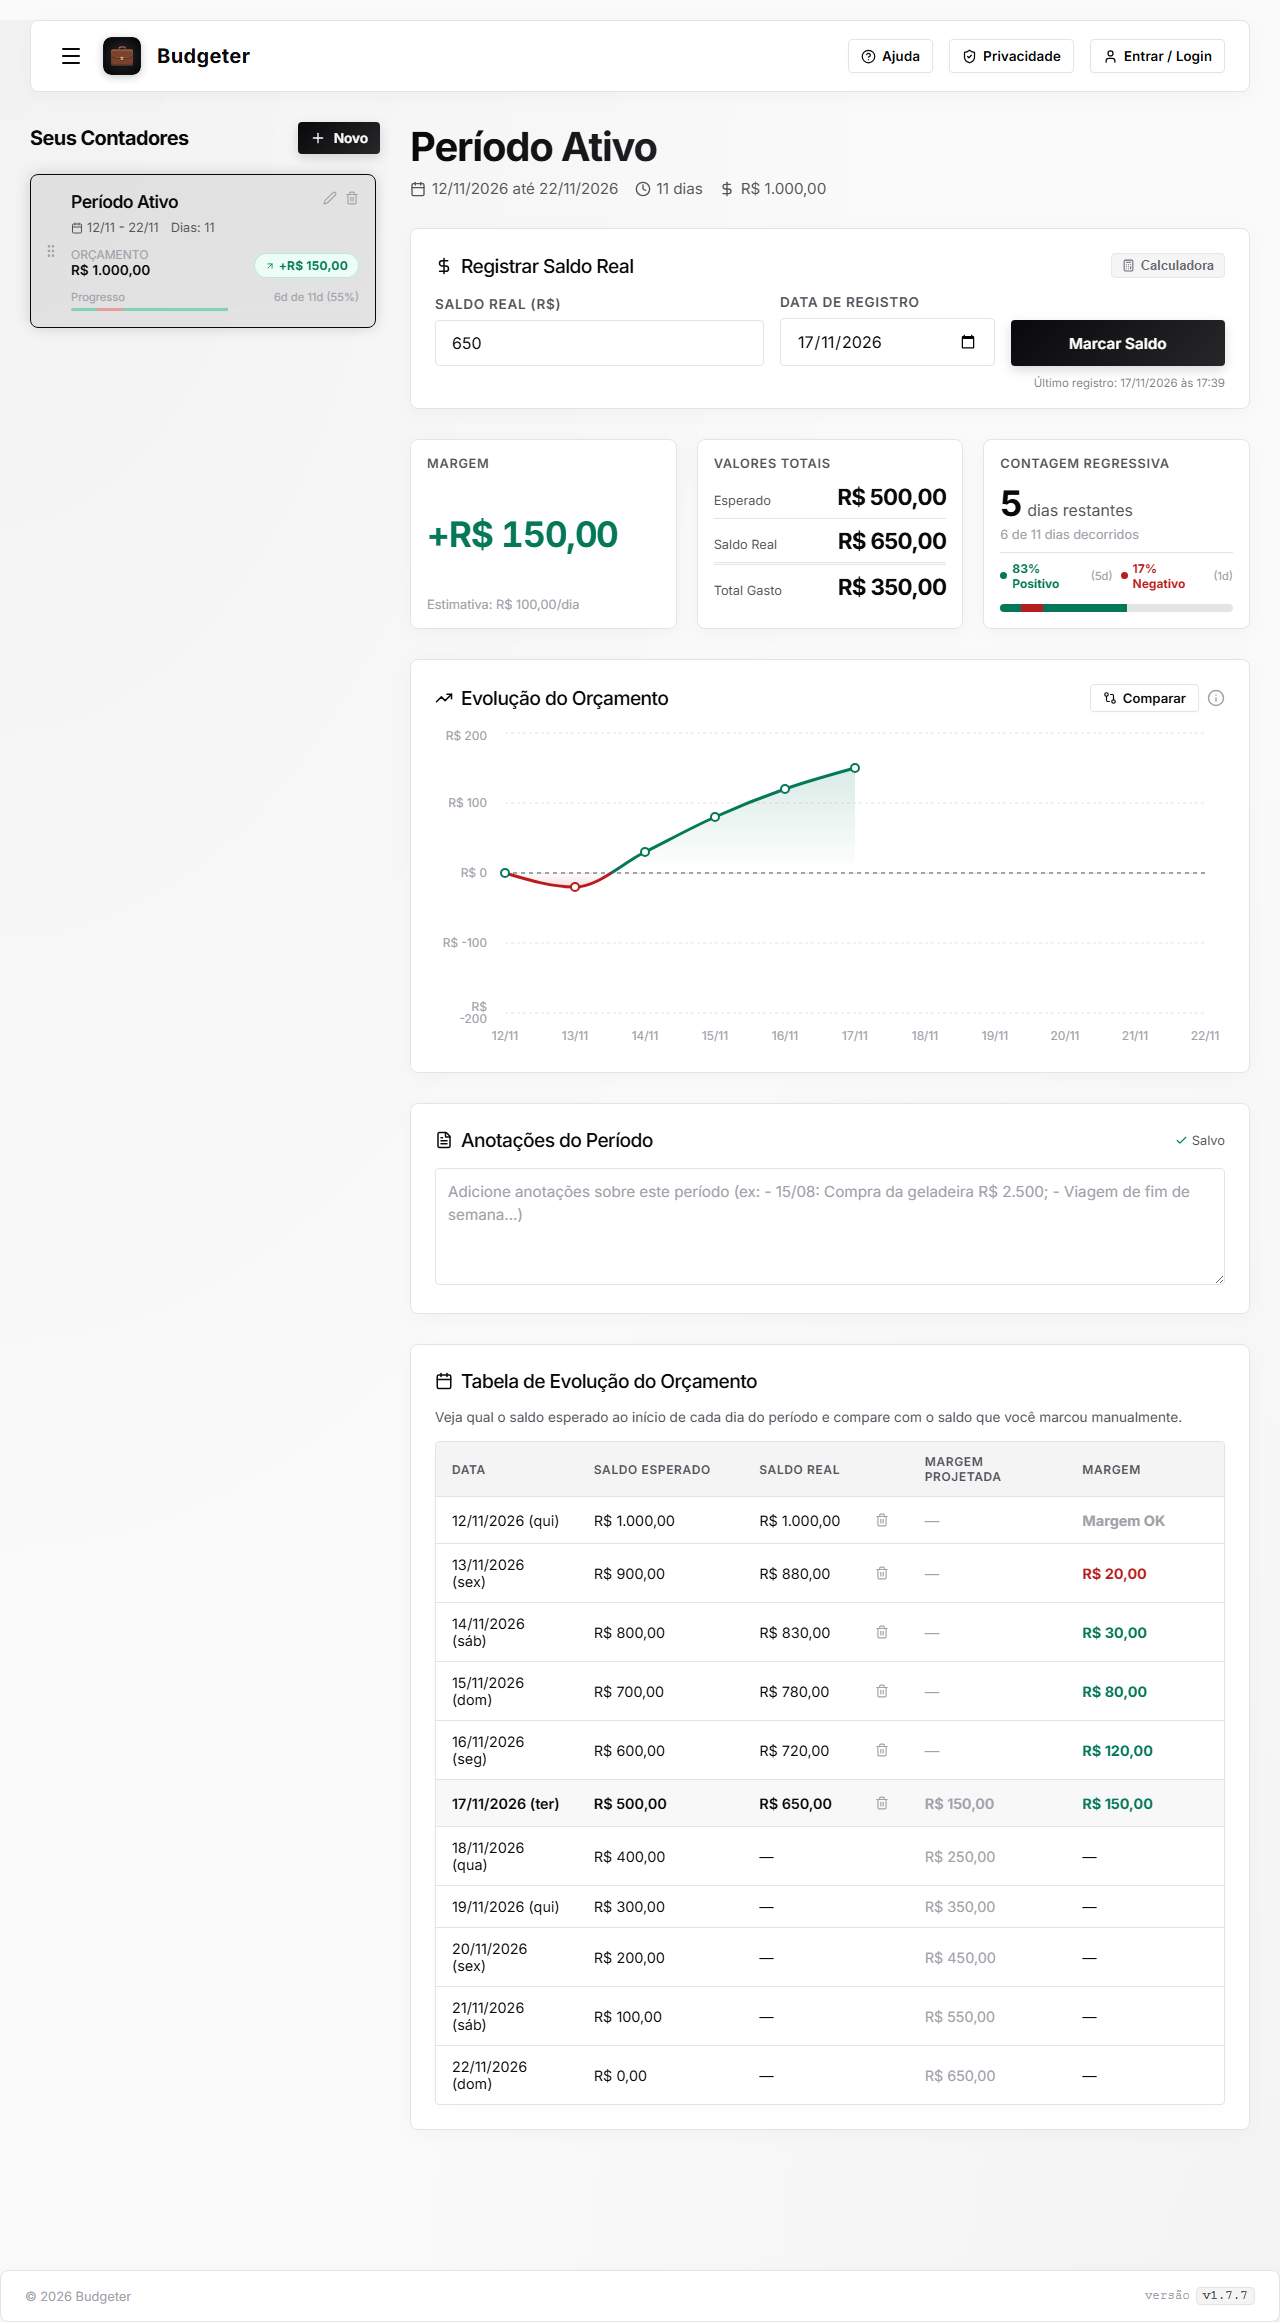 Budgeter
Ajuda
Privacidade
Entrar / Login
Seus Contadores
Novo
Período Ativo
12/11 - 22/11 Dias: 11
ORÇAMENTO
R$ 1.000,00
+R$ 150,00
Progresso
6d de 11d (55%)
Período Ativo
12/11/2026 até 22/11/2026
11 dias
R$ 1.000,00
Registrar Saldo Real
Calculadora
SALDO REAL (R$)
DATA DE REGISTRO
650
17/11/2026
Marcar Saldo
Último registro: 17/11/2026 às 17:39
MARGEM
+R$ 150,00
Estimativa: R$ 100,00/dia
VALORES TOTAIS
Esperado R$ 500,00
Saldo Real R$ 650,00
Total Gasto R$ 350,00
CONTAGEM REGRESSIVA
5 dias restantes
6 de 11 dias decorridos
83% Positivo (5d)
17% Negativo (1d)
Evolução do Orçamento
Comparar
R$ 200
R$ 100
R$ 0
R$ -100
R$ -200
12/11 13/11 14/11 15/11 16/11 17/11 18/11 19/11 20/11 21/11 22/11
Anotações do Período
Salvo
Adicione anotações sobre este período (ex: - 15/08: Compra da geladeira R$ 2.500; - Viagem de fim de
semana...)
Tabela de Evolução do Orçamento
Veja qual o saldo esperado ao início de cada dia do período e compare com o saldo que você marcou manualmente.
DATA SALDO ESPERADO SALDO REAL MARGEM PROJETADA MARGEM
12/11/2026 (qui) R$ 1.000,00 R$ 1.000,00 — Margem OK
13/11/2026 (sex) R$ 900,00 R$ 880,00 — R$ 20,00
14/11/2026 (sáb) R$ 800,00 R$ 830,00 — R$ 30,00
15/11/2026 (dom) R$ 700,00 R$ 780,00 — R$ 80,00
16/11/2026 (seg) R$ 600,00 R$ 720,00 — R$ 120,00
17/11/2026 (ter) R$ 500,00 R$ 650,00 R$ 150,00 R$ 150,00
18/11/2026 (qua) R$ 400,00 — R$ 250,00 —
19/11/2026 (qui) R$ 300,00 — R$ 350,00 —
20/11/2026 (sex) R$ 200,00 — R$ 450,00 —
21/11/2026 (sáb) R$ 100,00 — R$ 550,00 —
22/11/2026 (dom) R$ 0,00 — R$ 650,00 —
© 2026 Budgeter
versão v1.7.7